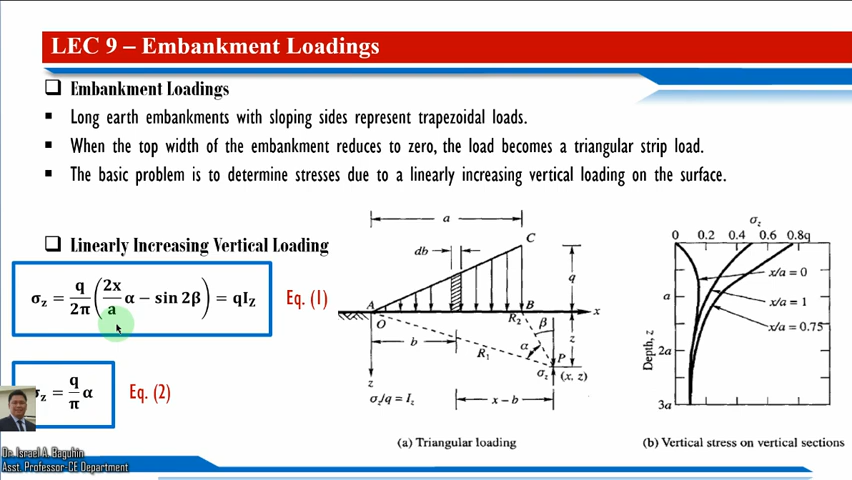 LEC 9 – Embankment Loadings
❑ Embankment Loadings
▪ Long earth embankments with sloping sides represent trapezoidal loads.
▪ When the top width of the embankment reduces to zero, the load becomes a triangular strip load.
▪ The basic problem is to determine stresses due to a linearly increasing vertical loading on the surface.
❑ Linearly Increasing Vertical Loading
σz = q/2π (2x/a α − sin 2β) = qIz
Eq. (1)
z = q/π α
Eq. (2)
a
db
C
q
A
B
x
O
R2
β
b
R1
α
z
P
σz
(x, z)
z
σz/q = Iz
x – b
(a) Triangular loading
σz
0 0.2 0.4 0.6 0.8q
x/a = 0
a
x/a = 1
x/a = 0.75
Depth, z
2a
3a
(b) Vertical stress on vertical sections
Dr. Israel A. Baguhin
Asst. Professor-CE Department